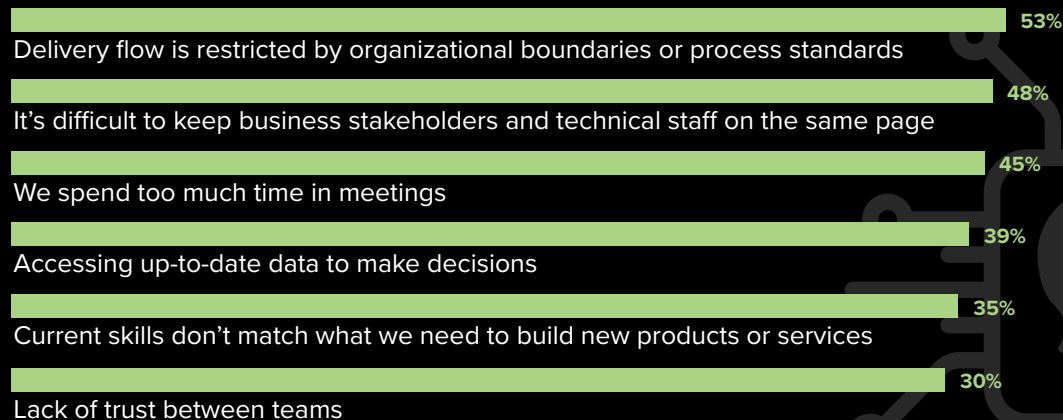 53%
Delivery flow is restricted by organizational boundaries or process standards
48%
It’s difficult to keep business stakeholders and technical staff on the same page
45%
We spend too much time in meetings
39%
Accessing up-to-date data to make decisions
35%
Current skills don’t match what we need to build new products or services
30%
Lack of trust between teams